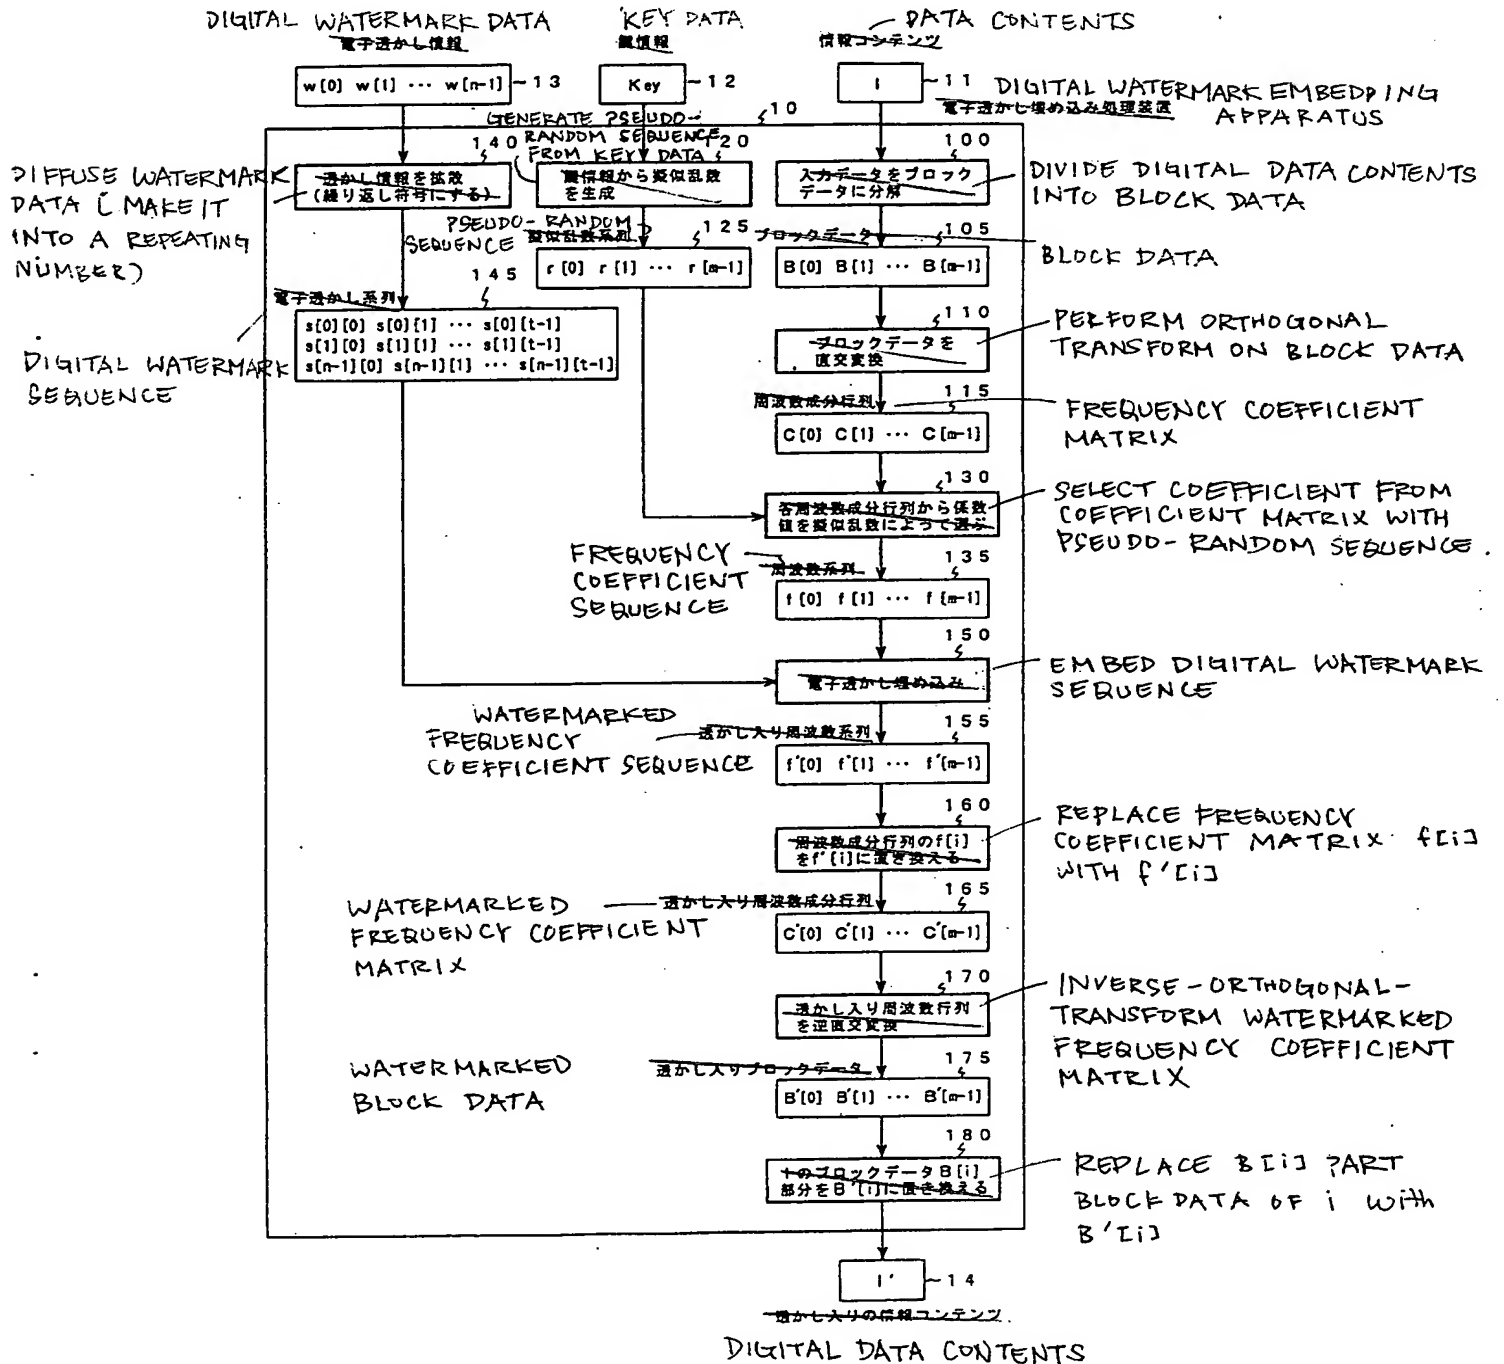 DIGITAL WATERMARK DATA
電子透かし情報
w[0] w[1] ··· w[n-1]
~13
KEY DATA
鍵情報
Key
~12
DATA CONTENTS
情報コンテンツ
I
~11
DIGITAL WATERMARK EMBEDDING
APPARATUS
電子透かし埋め込み処理装置
10
GENERATE PSEUDO-
RANDOM SEQUENCE
FROM KEY DATA
140
透かし情報を拡散
(繰り返し符号にする)
DIFFUSE WATERMARK
DATA (MAKE IT
INTO A REPEATING
NUMBER)
120
鍵情報から擬似乱数
を生成
100
入力データをブロック
データに分解
DIVIDE DIGITAL DATA CONTENTS
INTO BLOCK DATA
PSEUDO-RANDOM
SEQUENCE
擬似乱数系列
125
r[0] r[1] ··· r[m-1]
ブロックデータ
105
B[0] B[1] ··· B[m-1]
BLOCK DATA
145
電子透かし系列
s[0][0] s[0][1] ··· s[0][t-1]
s[1][0] s[1][1] ··· s[1][t-1]
s[n-1][0] s[n-1][1] ··· s[n-1][t-1]
DIGITAL WATERMARK
SEQUENCE
110
ブロックデータを
直交変換
PERFORM ORTHOGONAL
TRANSFORM ON BLOCK DATA
周波数成分行列
115
C[0] C[1] ··· C[m-1]
FREQUENCY COEFFICIENT
MATRIX
130
各周波数成分行列から係数
値を擬似乱数によって選ぶ
SELECT COEFFICIENT FROM
COEFFICIENT MATRIX WITH
PSEUDO-RANDOM SEQUENCE.
FREQUENCY
COEFFICIENT
SEQUENCE
周波数系列
135
f[0] f[1] ··· f[m-1]
150
電子透かし埋め込み
EMBED DIGITAL WATERMARK
SEQUENCE
WATERMARKED
FREQUENCY
COEFFICIENT SEQUENCE
透かし入り周波数系列
155
f'[0] f'[1] ··· f'[m-1]
160
周波数成分行列のf[i]
をf'[i]に置き換える
REPLACE FREQUENCY
COEFFICIENT MATRIX f[i]
WITH f'[i]
WATERMARKED
FREQUENCY COEFFICIENT
MATRIX
透かし入り周波数成分行列
165
C'[0] C'[1] ··· C'[m-1]
170
透かし入り周波数行列
を逆直交変換
INVERSE-ORTHOGONAL-
TRANSFORM WATERMARKED
FREQUENCY COEFFICIENT
MATRIX
WATERMARKED
BLOCK DATA
透かし入りブロックデータ
175
B'[0] B'[1] ··· B'[m-1]
180
IのブロックデータB[i]
部分をB'[i]に置き換える
REPLACE B[i] PART
BLOCK DATA OF i with
B'[i]
I'
~14
透かし入りの情報コンテンツ
DIGITAL DATA CONTENTS